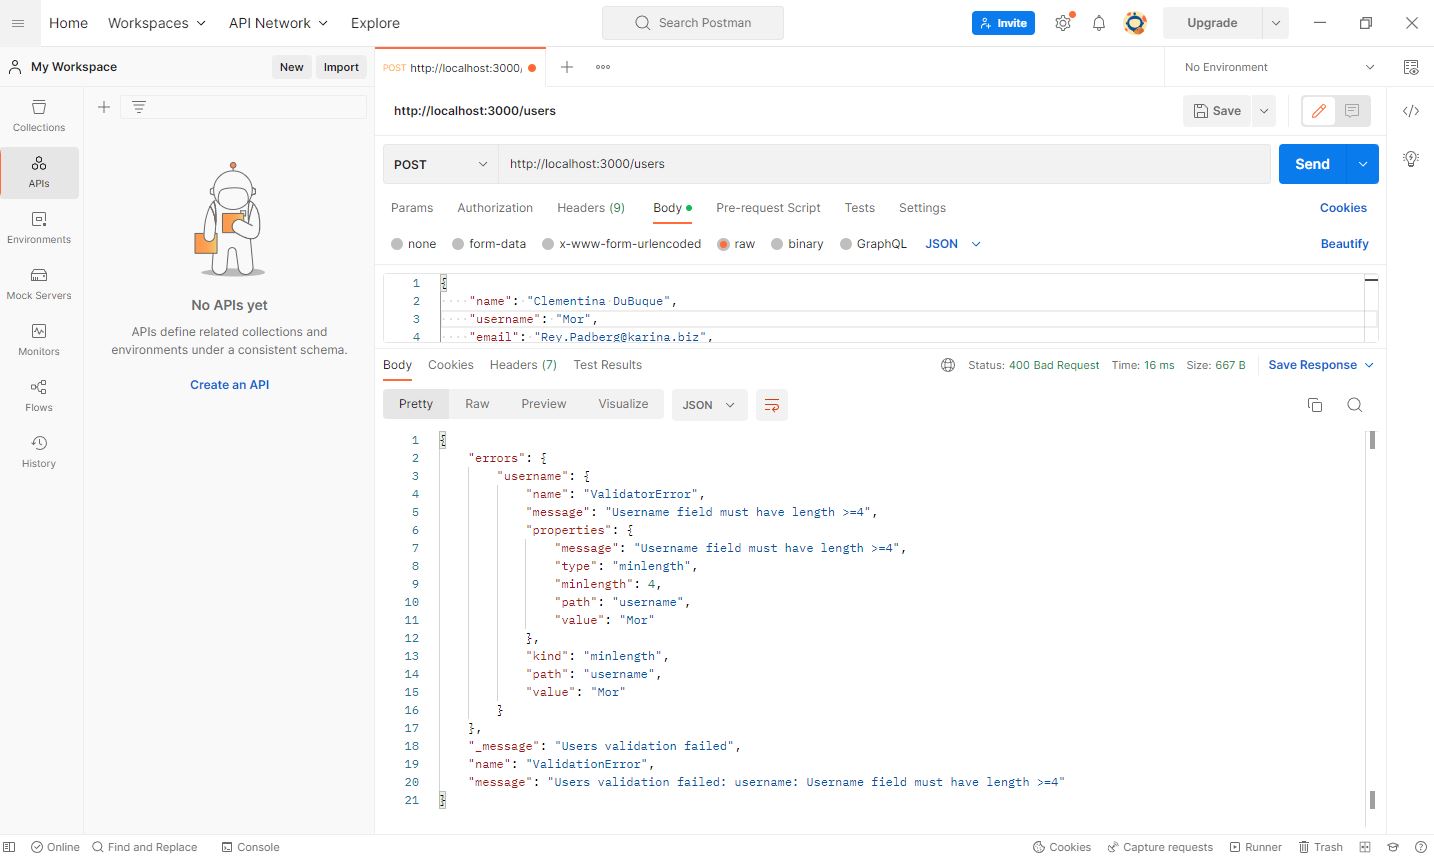 Home Workspaces API Network Explore Search Postman Invite Upgrade
My Workspace New Import
POST http://localhost:3000/ No Environment
Collections
APIs
Environments
Mock Servers
Monitors
Flows
History
No APIs yet
APIs define related collections and
environments under a consistent schema.
Create an API
http://localhost:3000/users Save
POST http://localhost:3000/users Send
Params Authorization Headers (9) Body Pre-request Script Tests Settings Cookies
none form-data x-www-form-urlencoded raw binary GraphQL JSON Beautify
1 {
2 "name": "Clementina DuBuque",
3 "username": "Mor",
4 "email": "Rey.Padberg@karina.biz",
Body Cookies Headers (7) Test Results Status: 400 Bad Request Time: 16 ms Size: 667 B Save Response
Pretty Raw Preview Visualize JSON
1 {
2 "errors": {
3 "username": {
4 "name": "ValidatorError",
5 "message": "Username field must have length >=4",
6 "properties": {
7 "message": "Username field must have length >=4",
8 "type": "minlength",
9 "minlength": 4,
10 "path": "username",
11 "value": "Mor"
12 },
13 "kind": "minlength",
14 "path": "username",
15 "value": "Mor"
16 }
17 },
18 "_message": "Users validation failed",
19 "name": "ValidationError",
20 "message": "Users validation failed: username: Username field must have length >=4"
21 }
Online Find and Replace Console Cookies Capture requests Runner Trash